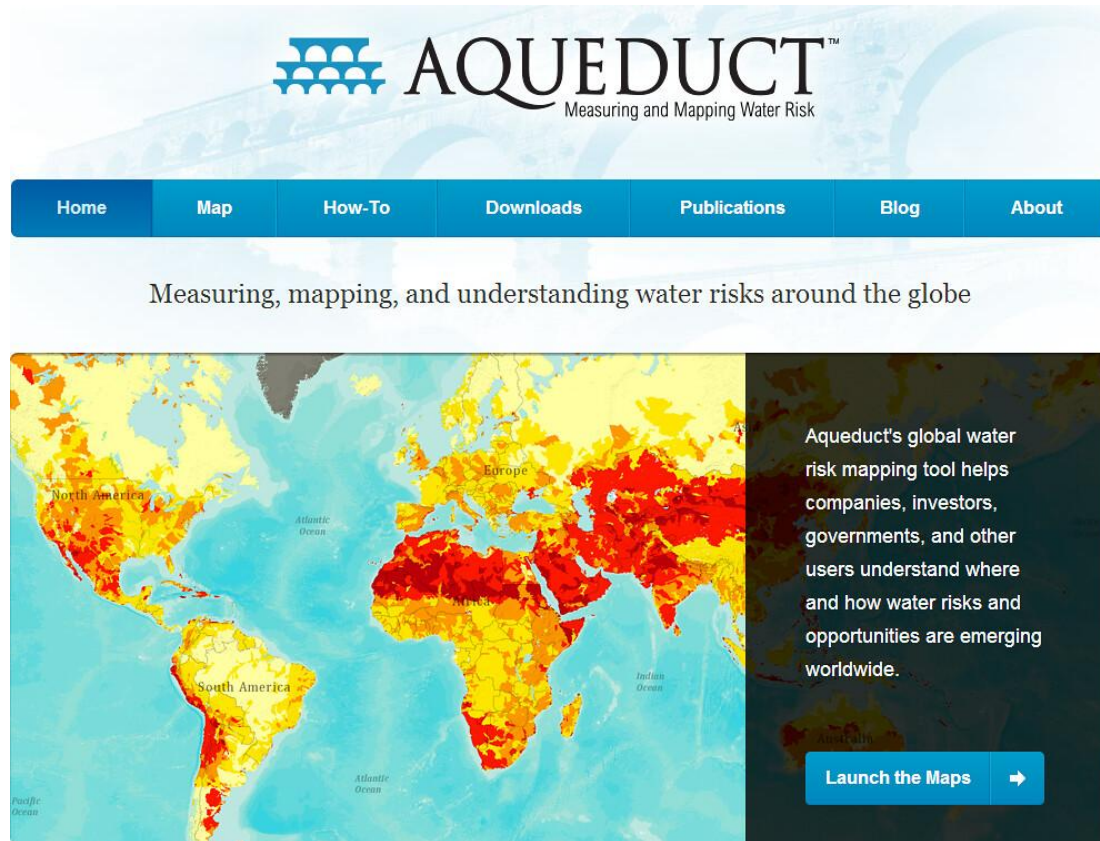 AQUEDUCT™
Measuring and Mapping Water Risk
Home Map How-To Downloads Publications Blog About
Measuring, mapping, and understanding water risks around the globe
North America
Europe
Atlantic
Ocean
Africa
South America
Indian
Ocean
Atlantic
Ocean
Pacific
Ocean
Aqueduct's global water
risk mapping tool helps
companies, investors,
governments, and other
users understand where
and how water risks and
opportunities are emerging
worldwide.
Australia
Launch the Maps